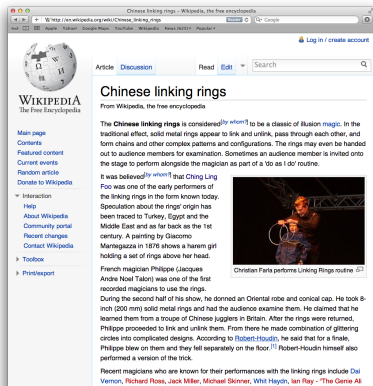 Chinese linking rings - Wikipedia, the free encyclopedia
http://en.wikipedia.org/wiki/Chinese_linking_rings
Reader
Google
Apple Yahoo! Google Maps YouTube Wikipedia News (620) Popular
Log in / create account
Article Discussion Read Edit Search
WIKIPEDIA
The Free Encyclopedia
Main page
Contents
Featured content
Current events
Random article
Donate to Wikipedia
Interaction
Help
About Wikipedia
Community portal
Recent changes
Contact Wikipedia
Toolbox
Print/export
Chinese linking rings
From Wikipedia, the free encyclopedia
The Chinese linking rings is considered[by whom?] to be a classic of illusion magic. In the
traditional effect, solid metal rings appear to link and unlink, pass through each other, and
form chains and other complex patterns and configurations. The rings may be handed
out to audience members for examination. Sometimes an audience member is invited onto
the stage to perform alongside the magician as part of a 'do as I do' routine.
It was believed[by whom?] that Ching Ling
Foo was one of the early performers of
the linking rings in the form known today.
Speculation about the rings' origin has
been traced to Turkey, Egypt and the
Middle East and as far back as the 1st
century. A painting by Giacomo
Mantegazza in 1876 shows a harem girl
holding a set of rings above her head.
Christian Farla performs Linking Rings routine
French magician Philippe (Jacques
Andre Noel Talon) was one of the first
recorded magicians to use the rings.
During the second half of his show, he donned an Oriental robe and conical cap. He took 8-
inch (200 mm) solid metal rings and had the audience examine them. He claimed that he
learned them from a troupe of Chinese jugglers in Britain. After the rings were returned,
Philippe proceeded to link and unlink them. From there he made combination of glittering
circles into complicated designs. According to Robert-Houdin, he said that for a finale,
Philippe blew on them and they fell separately on the floor.[1] Robert-Houdin himself also
performed a version of the trick.
Recent magicians who are known for their performances with the linking rings include Dai
Vernon, Richard Ross, Jack Miller, Michael Skinner, Whit Haydn, Ian Ray - "The Genie Ali